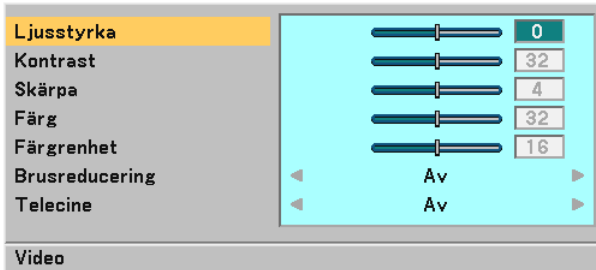 Ljusstyrka 0
Kontrast 32
Skärpa 4
Färg 32
Färgrenhet 16
Brusreducering Av
Telecine Av
Video